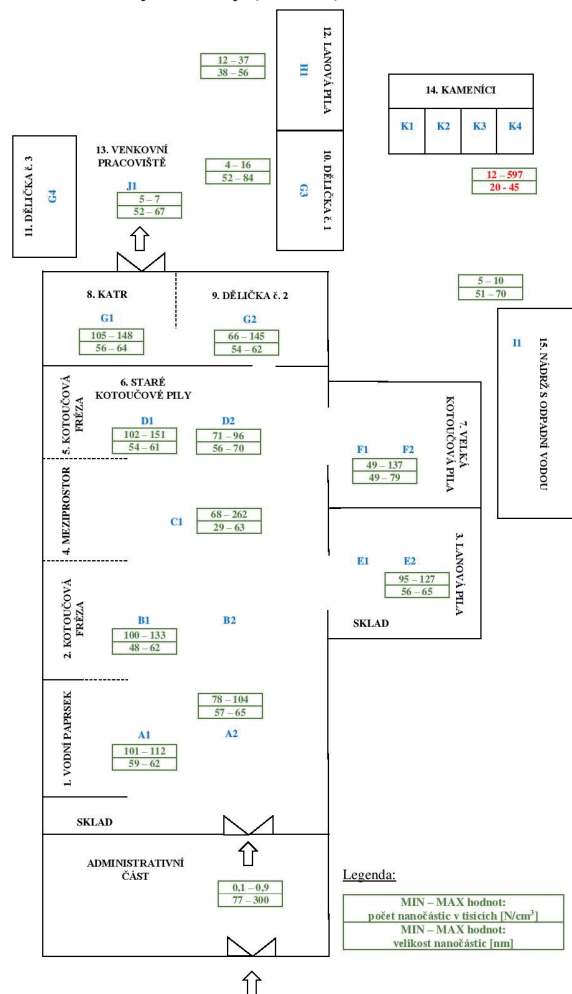 12 – 37
38 – 56
12. LANOVÁ PILA
H1
14. KAMENÍCI
K1 K2 K3 K4
12 – 597
20 - 45
13. VENKOVNÍ
PRACOVIŠTĚ
4 – 16
52 – 84
10. DĚLIČKA č. 1
G3
11. DĚLIČKA č. 3
G4
J1
5 – 7
52 – 67
5 – 10
51 – 70
8. KATR
9. DĚLIČKA č. 2
G1
G2
105 – 148
56 – 64
66 – 145
54 – 62
I1
15. NÁDRŽ S ODPADNÍ VODOU
6. STARÉ
KOTOUČOVÉ PILY
5. KOTOUČOVÁ
FRÉZA
D1
D2
102 – 151
54 – 61
71 – 96
56 – 70
7. VELKÁ
KOTOUČOVÁ PILA
F1 F2
49 – 137
49 – 79
4. MEZIPROSTOR
C1
68 – 262
29 – 63
3. LANOVÁ PILA
E1 E2
95 – 127
56 – 65
SKLAD
2. KOTOUČOVÁ
FRÉZA
B1
B2
100 – 133
48 – 62
1. VODNÍ PAPRSEK
78 – 104
57 – 65
A1
A2
101 – 112
59 – 62
SKLAD
ADMINISTRATIVNÍ
ČÁST
0,1 – 0,9
77 – 300
Legenda:
MIN – MAX hodnot:
počet nanočástic v tisících [N/cm³]
MIN – MAX hodnot:
velikost nanočástic [nm]